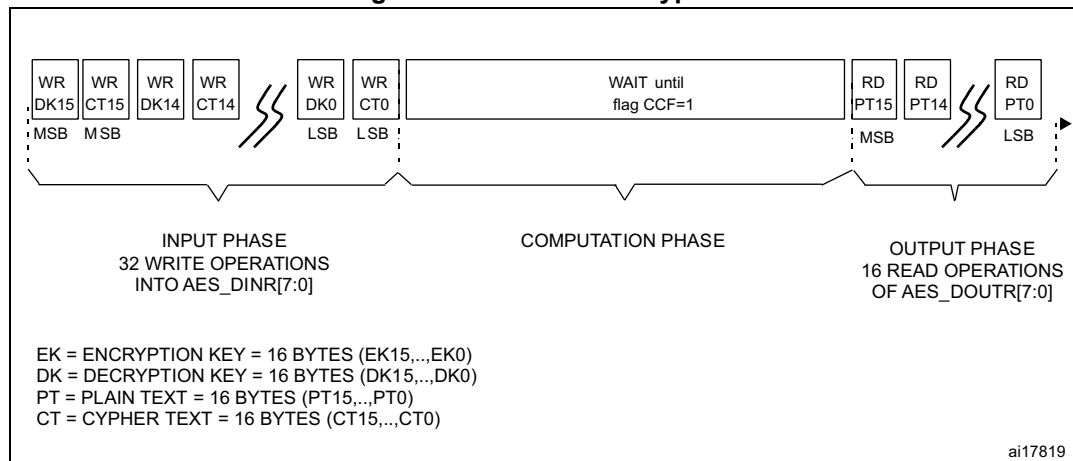 WR WR WR WR WR WR WAIT until RD RD RD
DK15 CT15 DK14 CT14 DK0 CT0 flag CCF=1 PT15 PT14 PT0
MSB MSB LSB LSB MSB LSB
INPUT PHASE
32 WRITE OPERATIONS
INTO AES_DINR[7:0]
COMPUTATION PHASE
OUTPUT PHASE
16 READ OPERATIONS
OF AES_DOUTR[7:0]
EK = ENCRYPTION KEY = 16 BYTES (EK15,..,EK0)
DK = DECRYPTION KEY = 16 BYTES (DK15,..,DK0)
PT = PLAIN TEXT = 16 BYTES (PT15,..,PT0)
CT = CYPHER TEXT = 16 BYTES (CT15,..,CT0)
ai17819